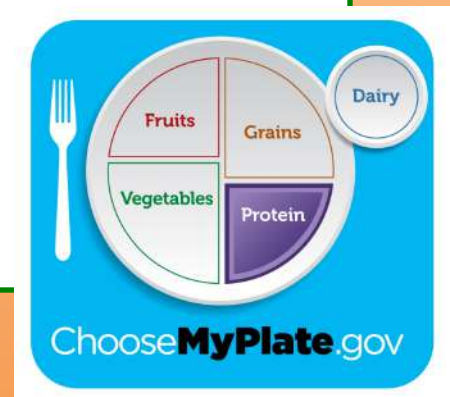 Dairy
Fruits
Grains
Vegetables
Protein
ChooseMyPlate.gov